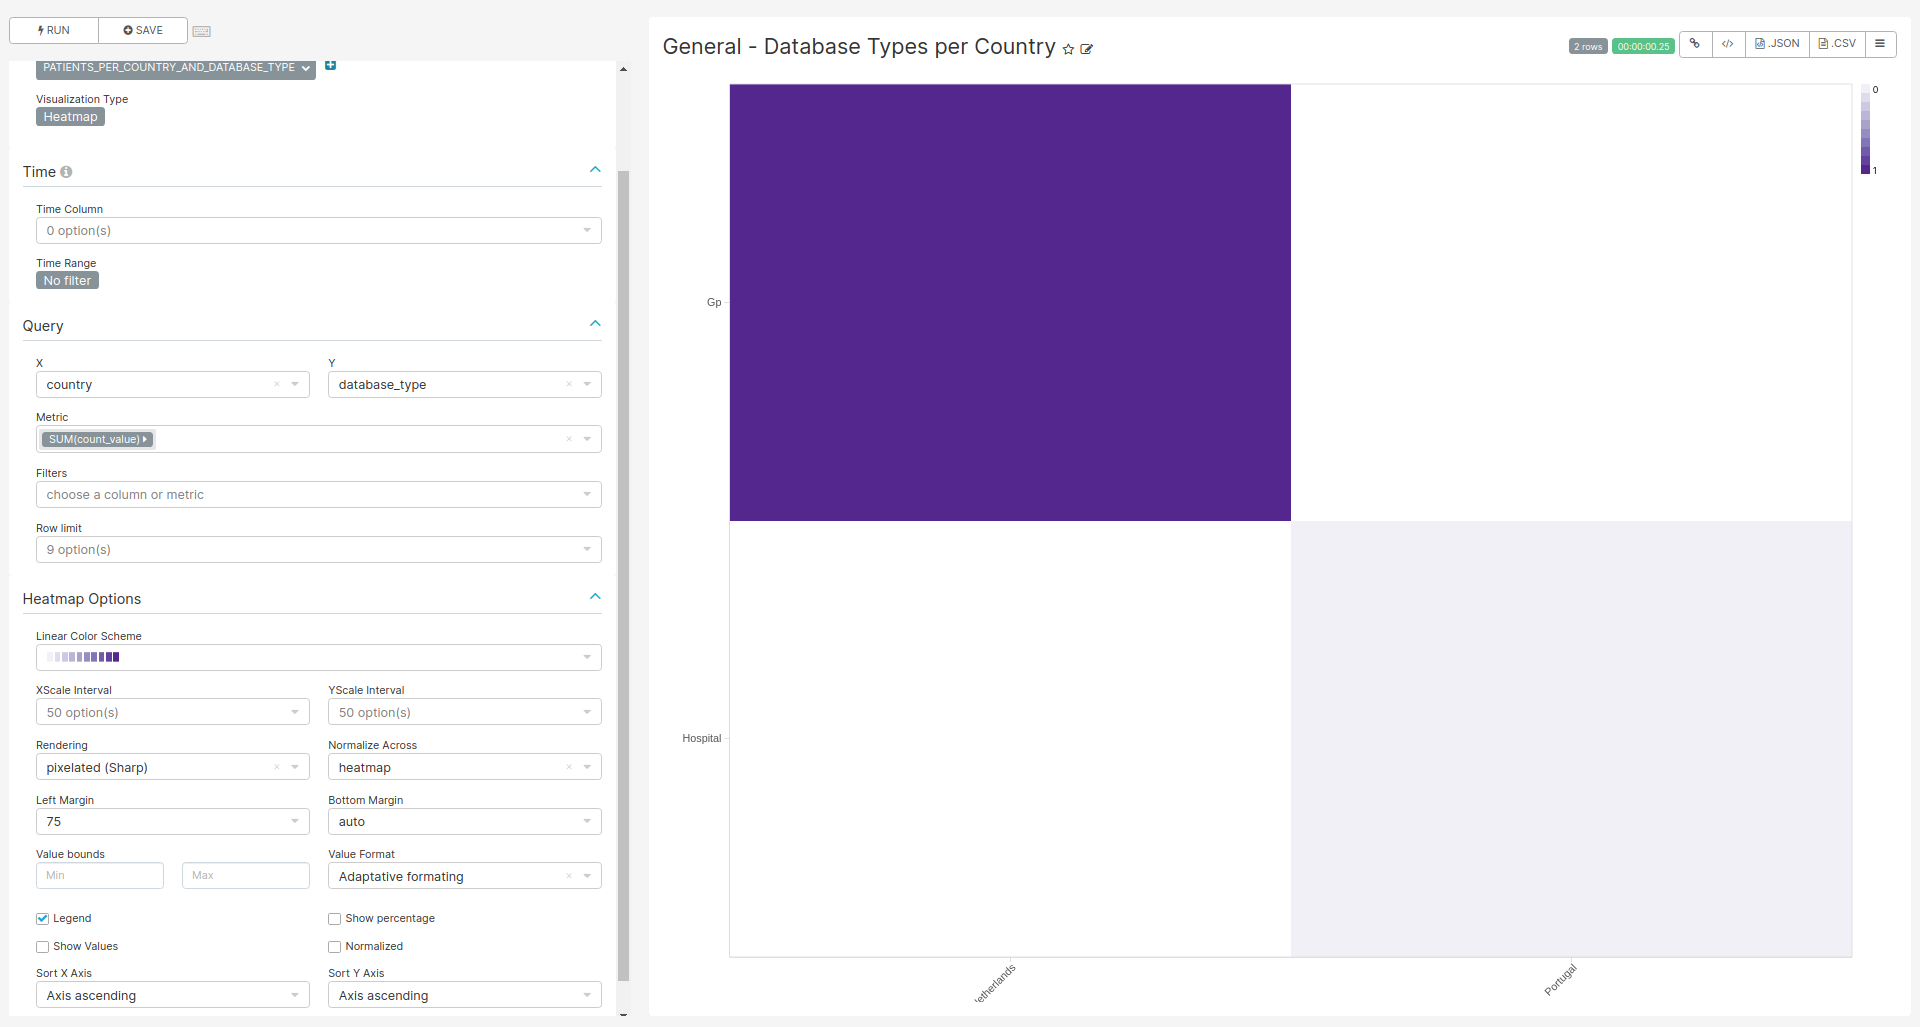 RUN
SAVE
PATIENTS_PER_COUNTRY_AND_DATABASE_TYPE
Visualization Type
Heatmap
Time
Time Column
0 option(s)
Time Range
No filter
Query
X Y
country database_type
Metric
SUM(count_value)
Filters
choose a column or metric
Row limit
9 option(s)
Heatmap Options
Linear Color Scheme
XScale Interval YScale Interval
50 option(s) 50 option(s)
Rendering Normalize Across
pixelated (Sharp) heatmap
Left Margin Bottom Margin
75 auto
Value bounds Value Format
Min Max Adaptative formating
Legend Show percentage
Show Values Normalized
Sort X Axis Sort Y Axis
Axis ascending Axis ascending
General - Database Types per Country
2 rows 00:00:00.25 </> .JSON .CSV
0
1
Gp
Hospital
etherlands
Portugal